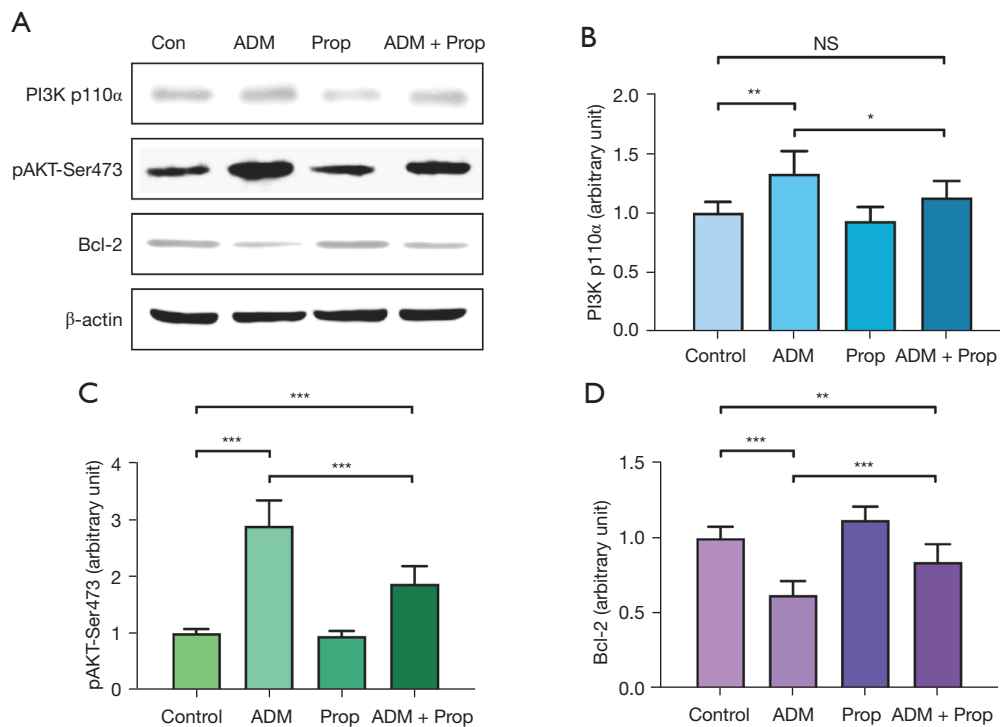 A
Con ADM Prop ADM + Prop
PI3K p110α
pAKT-Ser473
Bcl-2
β-actin
B
NS
**
*
PI3K p110α (arbitrary unit)
2.0
1.5
1.0
0.5
0.0
Control ADM Prop ADM + Prop
C
***
***
***
pAKT-Ser473 (arbitrary unit)
4
3
2
1
0
Control ADM Prop ADM + Prop
D
**
***
***
Bcl-2 (arbitrary unit)
1.5
1.0
0.5
0.0
Control ADM Prop ADM + Prop